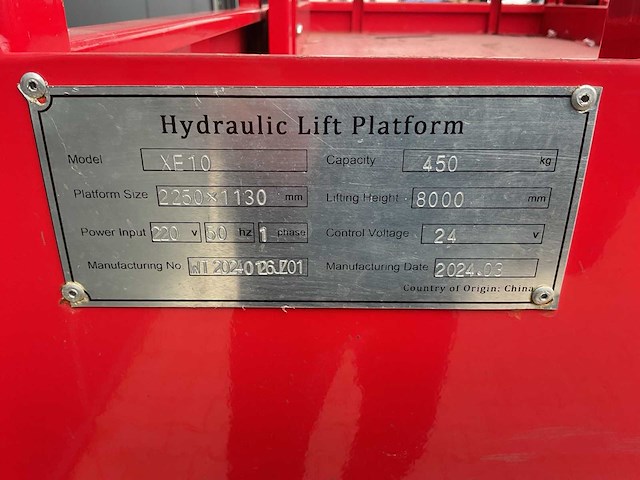 Hydraulic Lift Platform
Model XE10 Capacity 450 kg
Platform Size 2250×1130 mm Lifting Height 8000 mm
Power Input 220 v 50 hz 1 phase Control Voltage 24 v
Manufacturing No Manufacturing Date 2024.03
Country of Origin: China